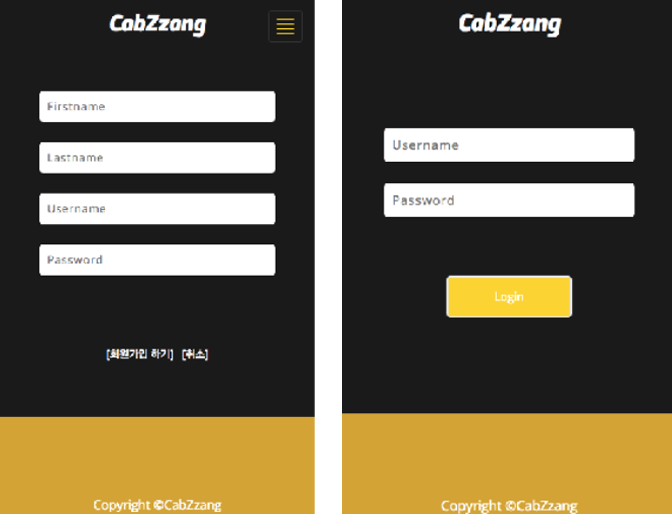 CabZzang
Firstname
Lastname
Username
Password
[회원가입 하기] [취소]
Copyright ©CabZzang
CabZzang
Username
Password
Login
Copyright ©CabZzang